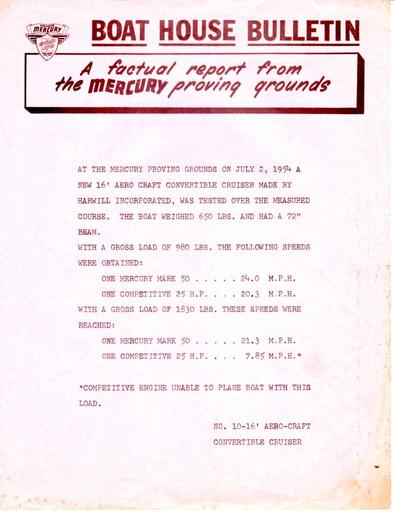 MERCURY
BOAT HOUSE BULLETIN
A factual report from
the MERCURY proving grounds
AT THE MERCURY PROVING GROUNDS ON JULY 2, 1954 A
NEW 16' AERO CRAFT CONVERTIBLE CRUISER MADE BY
HARWILL INCORPORATED, WAS TESTED OVER THE MEASURED
COURSE. THE BOAT WEIGHED 650 LBS. AND HAD A 72"
BEAM.
WITH A GROSS LOAD OF 980 LBS. THE FOLLOWING SPEEDS
WERE OBTAINED:
ONE MERCURY MARK 50 . . . . . 24.0 M.P.H.
ONE COMPETITIVE 25 H.P. . . . 20.3 M.P.H.
WITH A GROSS LOAD OF 1830 LBS. THESE SPEEDS WERE
REACHED:
ONE MERCURY MARK 50 . . . . . 21.3 M.P.H.
ONE COMPETITIVE 25 H.P. . . . 7.85 M.P.H.*
*COMPETITIVE ENGINE UNABLE TO PLANE BOAT WITH THIS
LOAD.
NO. 10-16' AERO-CRAFT
CONVERTIBLE CRUISER